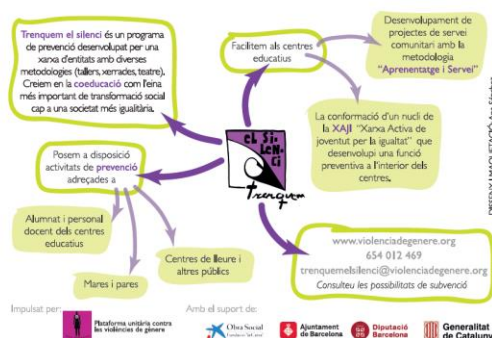 Trenquem el silenci és un programa
de prevenció desenvolupat per una
xarxa d'entitats amb diverses
metodologies (tallers, xerrades, teatre).
Creiem en la coeducació com l'eina
més important de transformació social
cap a una societat més igualitària.
Facilitem als centres
educatius
Desenvolupament de
projectes de servei
comunitari amb la
metodologia
"Aprenentatge i Servei"
La conformació d'un nucli de
la XAJI "Xarxa Activa de
joventut per la igualtat" que
desenvolupi una funció
preventiva a l'interior dels
centres.
el SiLENCi
trenquem
Posem a disposició
activitats de prevenció
adreçades a
Alumnat i personal
docent dels centres
educatius
Mares i pares
Centres de lleure i
altres públics
www.violenciadegenere.org
654 012 469
trenquemelsilenci@violenciadegenere.org
Consulteu les possibilitats de subvenció
Impulsat per:
Plataforma unitària contra
les violències de gènere
Amb el suport de:
Obra Social
Ajuntament
de Barcelona
Diputació
Barcelona
Generalitat
de Catalunya